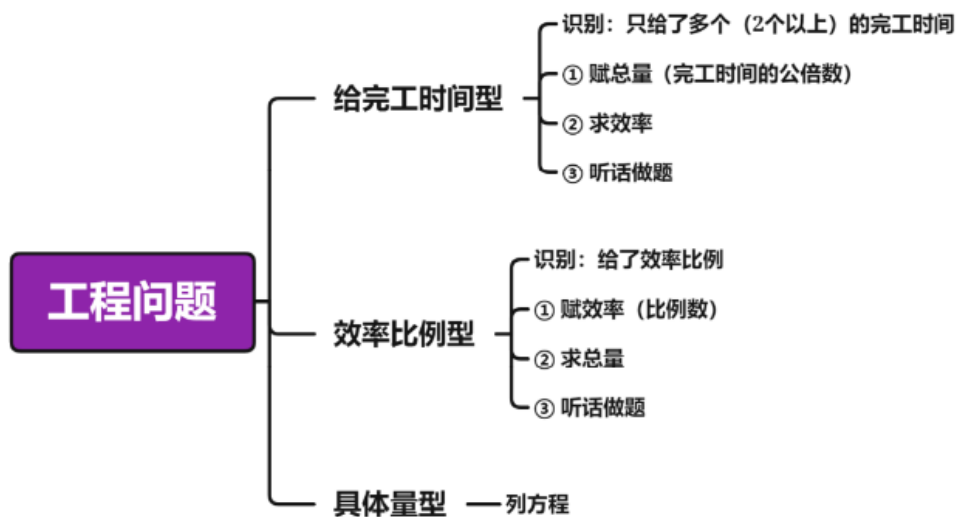 工程问题
给完工时间型
识别：只给了多个（2个以上）的完工时间
① 赋总量（完工时间的公倍数）
② 求效率
③ 听话做题
效率比例型
识别：给了效率比例
① 赋效率（比例数）
② 求总量
③ 听话做题
具体量型
列方程